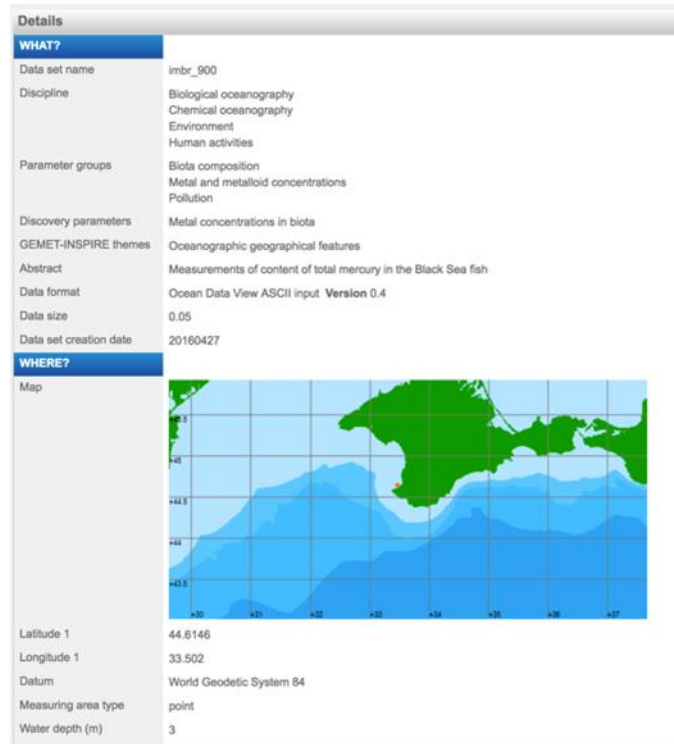 Details
WHAT?
Data set name imbr_900
Discipline Biological oceanography
Chemical oceanography
Environment
Human activities
Parameter groups Biota composition
Metal and metalloid concentrations
Pollution
Discovery parameters Metal concentrations in biota
GEMET-INSPIRE themes Oceanographic geographical features
Abstract Measurements of content of total mercury in the Black Sea fish
Data format Ocean Data View ASCII input Version 0.4
Data size 0.05
Data set creation date 20160427
WHERE?
Map
+45
+44.5
+44
+43.5
+30 +31 +32 +33 +34 +35 +36 +37
Latitude 1 44.6146
Longitude 1 33.502
Datum World Geodetic System 84
Measuring area type point
Water depth (m) 3